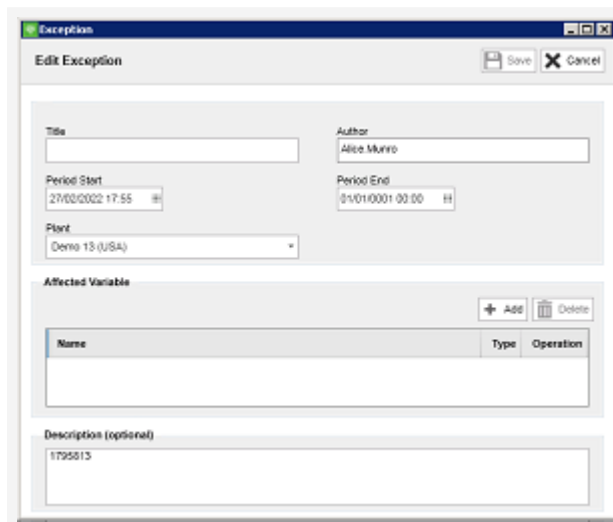 Exception
Edit Exception
Save
Cancel
Title
Author
Alice.Munro
Period Start
Period End
27/02/2022 17:55
01/01/0001 00:00
Plant
Demo 13 (USA)
Affected Variable
Add
Delete
Name
Type
Operation
Description (optional)
1795813